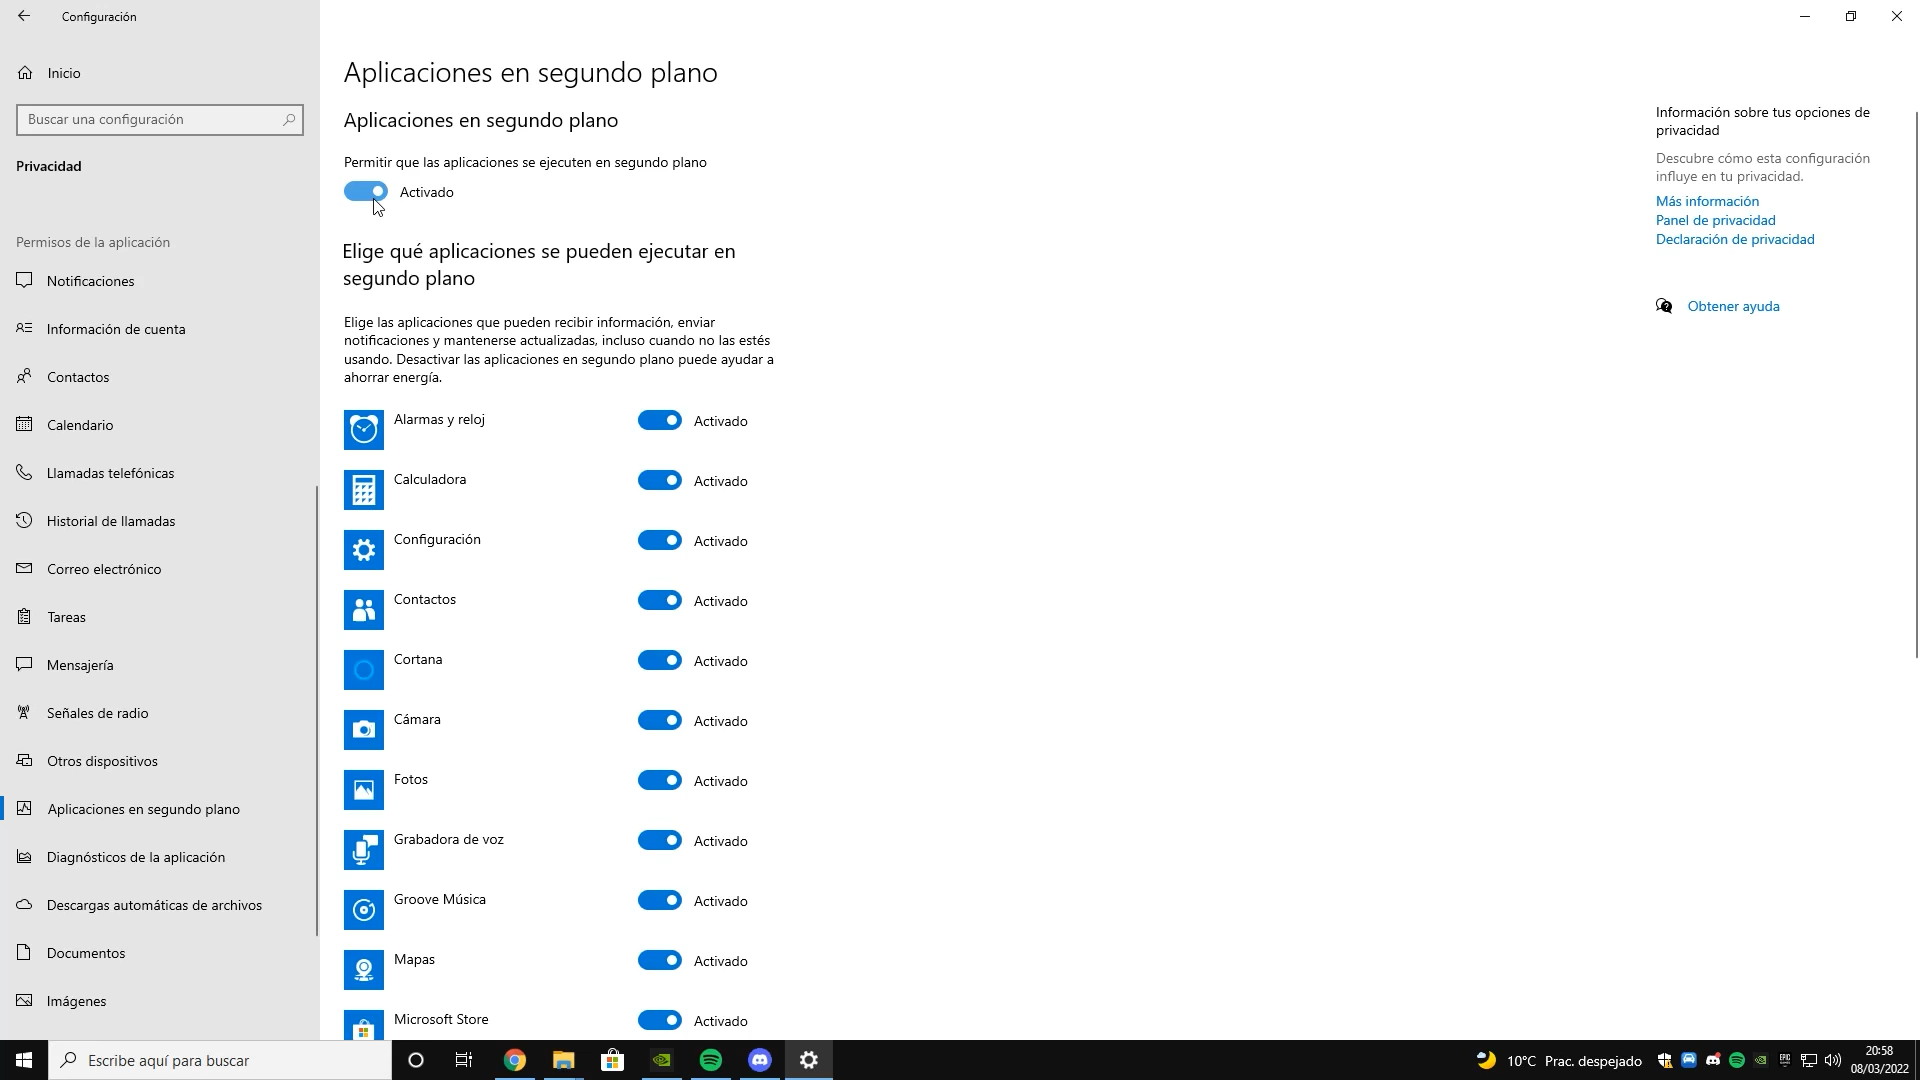 Configuración
Inicio
Buscar una configuración
Privacidad
Permisos de la aplicación
Notificaciones
Información de cuenta
Contactos
Calendario
Llamadas telefónicas
Historial de llamadas
Correo electrónico
Tareas
Mensajería
Señales de radio
Otros dispositivos
Aplicaciones en segundo plano
Diagnósticos de la aplicación
Descargas automáticas de archivos
Documentos
Imágenes
Aplicaciones en segundo plano
Aplicaciones en segundo plano
Permitir que las aplicaciones se ejecuten en segundo plano
Activado
Elige qué aplicaciones se pueden ejecutar en
segundo plano
Elige las aplicaciones que pueden recibir información, enviar
notificaciones y mantenerse actualizadas, incluso cuando no las estés
usando. Desactivar las aplicaciones en segundo plano puede ayudar a
ahorrar energía.
Alarmas y reloj Activado
Calculadora Activado
Configuración Activado
Contactos Activado
Cortana Activado
Cámara Activado
Fotos Activado
Grabadora de voz Activado
Groove Música Activado
Mapas Activado
Microsoft Store Activado
Información sobre tus opciones de
privacidad
Descubre cómo esta configuración
influye en tu privacidad.
Más información
Panel de privacidad
Declaración de privacidad
Obtener ayuda
Escribe aquí para buscar
10°C Prac. despejado
20:58
08/03/2022